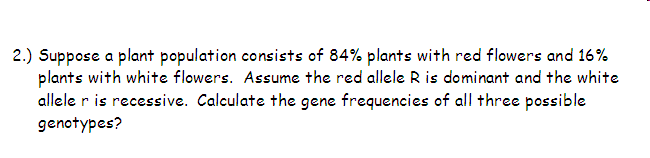 2.) Suppose a plant population consists of 84% plants with red flowers and 16%
plants with white flowers. Assume the red allele R is dominant and the white
allele r is recessive. Calculate the gene frequencies of all three possible
genotypes?